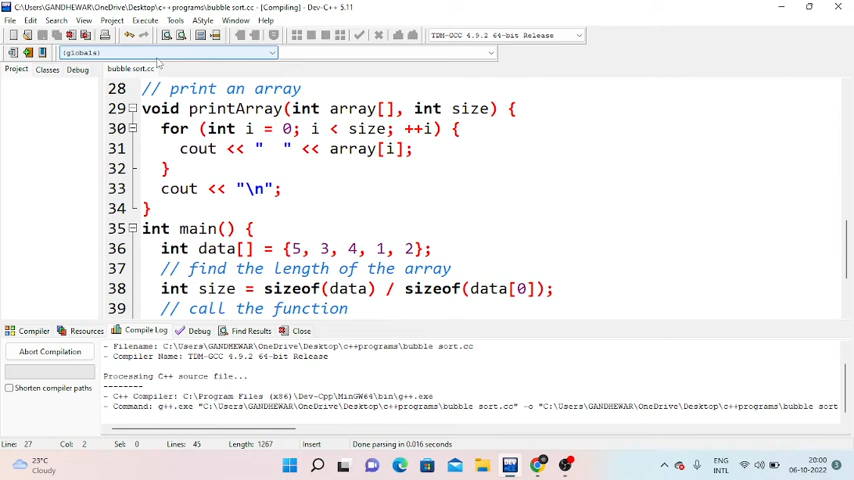 C:\Users\GANDHEWAR\OneDrive\Desktop\c++programs\bubble sort.cc - [Compiling] - Dev-C++ 5.11
File Edit Search View Project Execute Tools AStyle Window Help
TDM-GCC 4.9.2 64-bit Release
(globals)
Project Classes Debug
bubble sort.cc
28 // print an array
29 void printArray(int array[], int size) {
30 for (int i = 0; i < size; ++i) {
31 cout << "  " << array[i];
32 }
33 cout << "\n";
34 }
35 int main() {
36 int data[] = {5, 3, 4, 1, 2};
37 // find the length of the array
38 int size = sizeof(data) / sizeof(data[0]);
39 // call the function
Compiler Resources Compile Log Debug Find Results Close
Abort Compilation
Shorten compiler paths
- Filename: C:\Users\GANDHEWAR\OneDrive\Desktop\c++programs\bubble sort.cc
- Compiler Name: TDM-GCC 4.9.2 64-bit Release
Processing C++ source file...
--------
- C++ Compiler: C:\Program Files (x86)\Dev-Cpp\MinGW64\bin\g++.exe
- Command: g++.exe "C:\Users\GANDHEWAR\OneDrive\Desktop\c++programs\bubble sort.cc" -o "C:\Users\GANDHEWAR\OneDrive\Desktop\c++programs\bubble sort
Line: 27 Col: 2 Sel: 0 Lines: 45 Length: 1267 Insert Done parsing in 0.016 seconds
23°C
Cloudy
DEV
ENG
INTL
20:00
06-10-2022
3